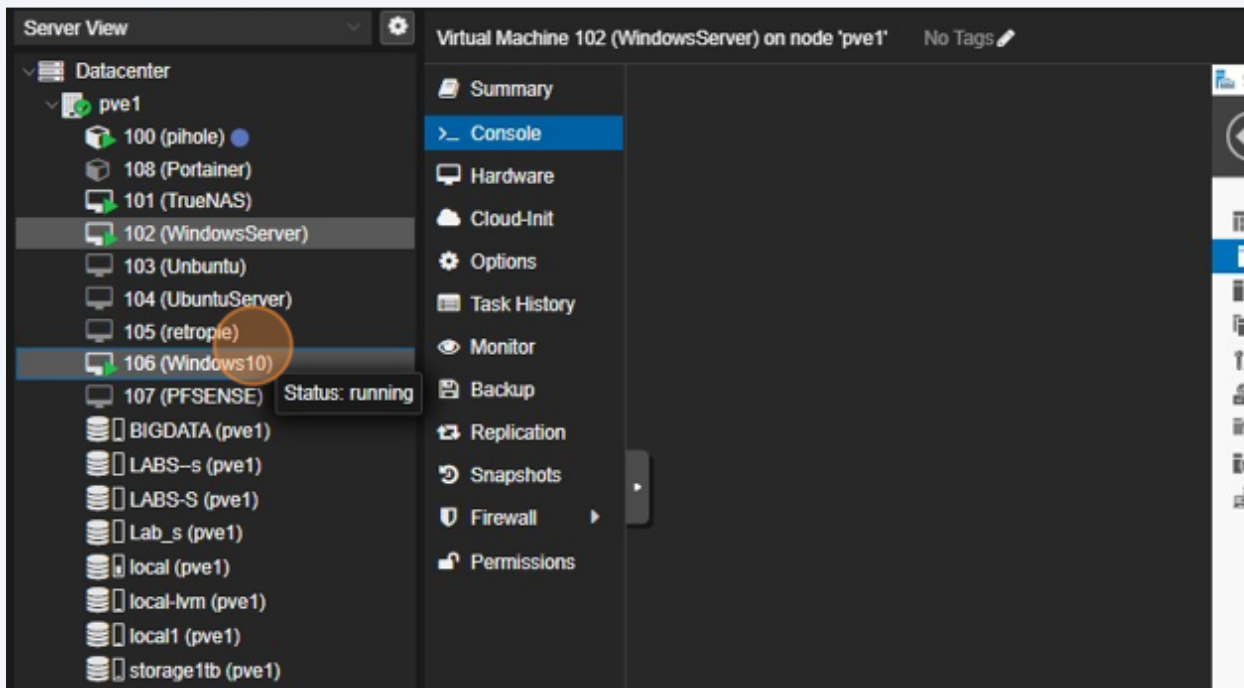 Server View
Datacenter
pve1
100 (pihole)
108 (Portainer)
101 (TrueNAS)
102 (WindowsServer)
103 (Unbuntu)
104 (UbuntuServer)
105 (retropie)
106 (Windows10)
107 (PFSENSE)
Status: running
BIGDATA (pve1)
LABS--s (pve1)
LABS-S (pve1)
Lab_s (pve1)
local (pve1)
local-lvm (pve1)
local1 (pve1)
storage1tb (pve1)
Virtual Machine 102 (WindowsServer) on node 'pve1'
No Tags
Summary
Console
Hardware
Cloud-Init
Options
Task History
Monitor
Backup
Replication
Snapshots
Firewall
Permissions